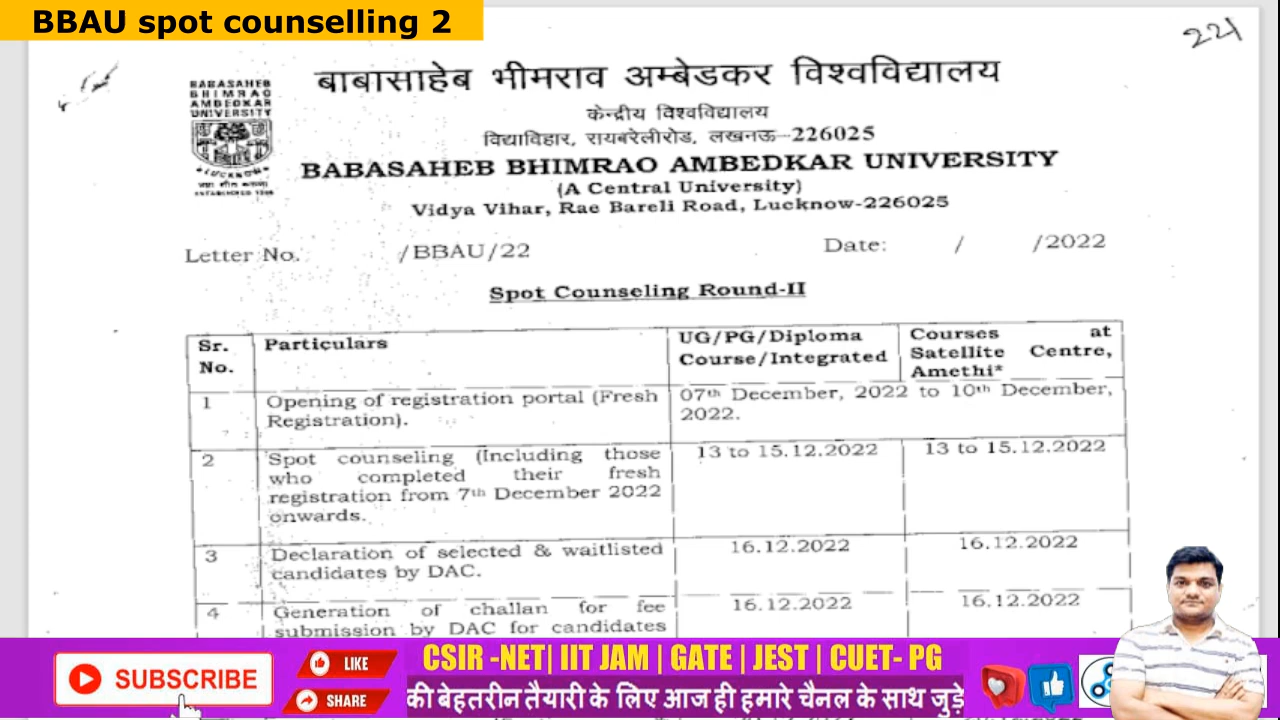 BBAU spot counselling 2
221
BABASAHEB
BHIMRAO
AMBEDKAR
UNIVERSITY
LUCKNOW
बाबासाहेब भीमराव अम्बेडकर विश्वविद्यालय
केन्द्रीय विश्वविद्यालय
विद्याविहार, रायबरेलीरोड, लखनऊ–226025
BABASAHEB BHIMRAO AMBEDKAR UNIVERSITY
(A Central University)
Vidya Vihar, Rae Bareli Road, Lucknow-226025
Letter No. /BBAU/22 Date: / /2022
Spot Counseling Round-II
Sr. No. Particulars UG/PG/Diploma Course/Integrated Courses at Satellite Centre, Amethi*
1 Opening of registration portal (Fresh Registration). 07th December, 2022 to 10th December, 2022.
2 Spot counseling (Including those who completed their fresh registration from 7th December 2022 onwards. 13 to 15.12.2022 13 to 15.12.2022
3 Declaration of selected & waitlisted candidates by DAC. 16.12.2022 16.12.2022
4 Generation of challan for fee submission by DAC for candidates 16.12.2022 16.12.2022
SUBSCRIBE
LIKE
SHARE
CSIR -NET| IIT JAM | GATE | JEST | CUET- PG
की बेहतरीन तैयारी के लिए आज ही हमारे चैनल के साथ जुड़े